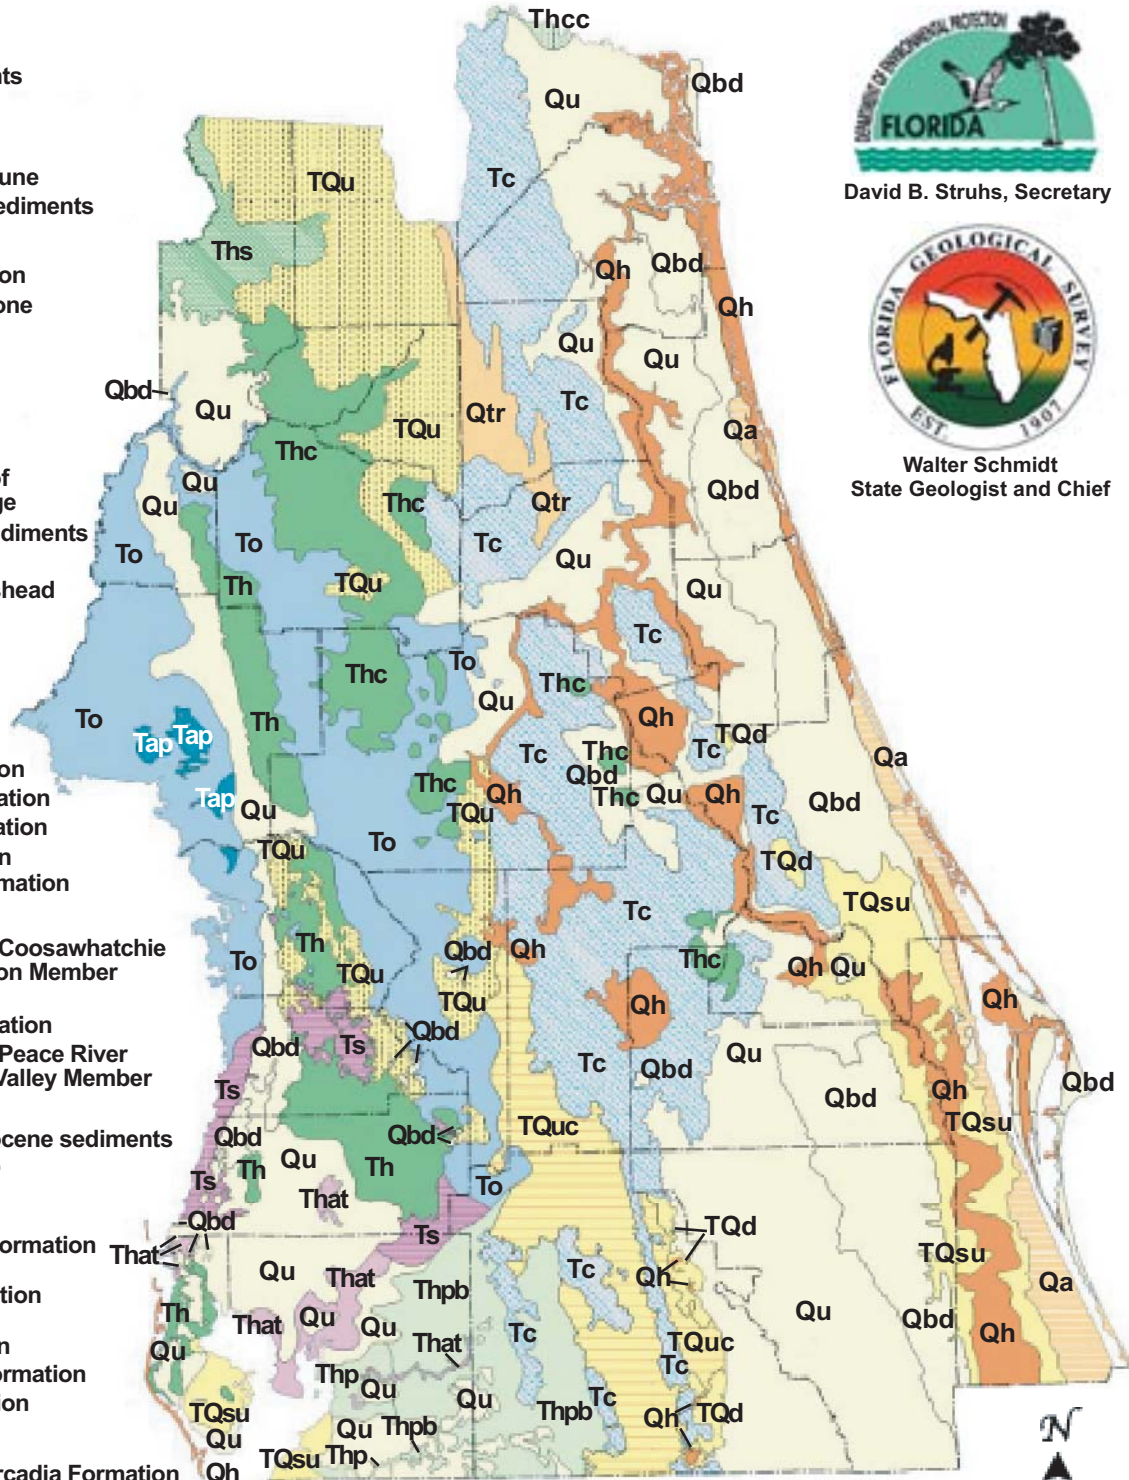 Thcc
Qbd
Qu
DEPARTMENT OF ENVIRONMENTAL PROTECTION
FLORIDA
David B. Struhs, Secretary
FLORIDA GEOLOGICAL SURVEY
EST. 1907
Walter Schmidt
State Geologist and Chief
nts
une
ediments
on
one
of
ge
diments
head
on
ation
ation
n
mation
Coosawhatchie
on Member
ation
Peace River
Valley Member
ocene sediments
ormation
tion
n
ormation
ion
rcadia Formation
TQu
Tc
Ths
Qh
Qbd
Qh
Qu
Qu
Qbd
Qu
Tc
Qtr
TQu
Qa
Thc
Qu
Qu
Thc
Qtr
Qbd
To
To
Tc
Qu
Th
TQu
Qu
Tc
To
Thc
Thc
Qu
To
Th
Qh
Tap
Tap
Tc
Thc
Tc
TQd
Qa
Qbd
Thc
Qh
Thc
Qu
Qh
Qbd
Tap
Qu
TQu
Tc
To
TQu
TQd
TQsu
Tc
Th
Qbd
Qh
To
TQu
Thc
Qh
Qu
TQu
Qh
Qh
Qbd
Ts
Qbd
Qu
Tc
Qbd
Ts
Qbd
Qh
Qbd
TQsu
Qbd
Qbd
TQuc
Qu
Th
Th
Ts
That
To
Qbd
TQd
Ts
That
TQsu
Qu
That
Thpb
Tc
Qh
Qa
Th
That
Qu
Qu
Tc
Qu
Qbd
Qh
Qu
That
TQuc
Tc
Thp
Qu
Qu
Tc
TQsu
Thpb
Qh
TQd
Qu
Qu
Thpb
TQsu
Thp
Qh
N